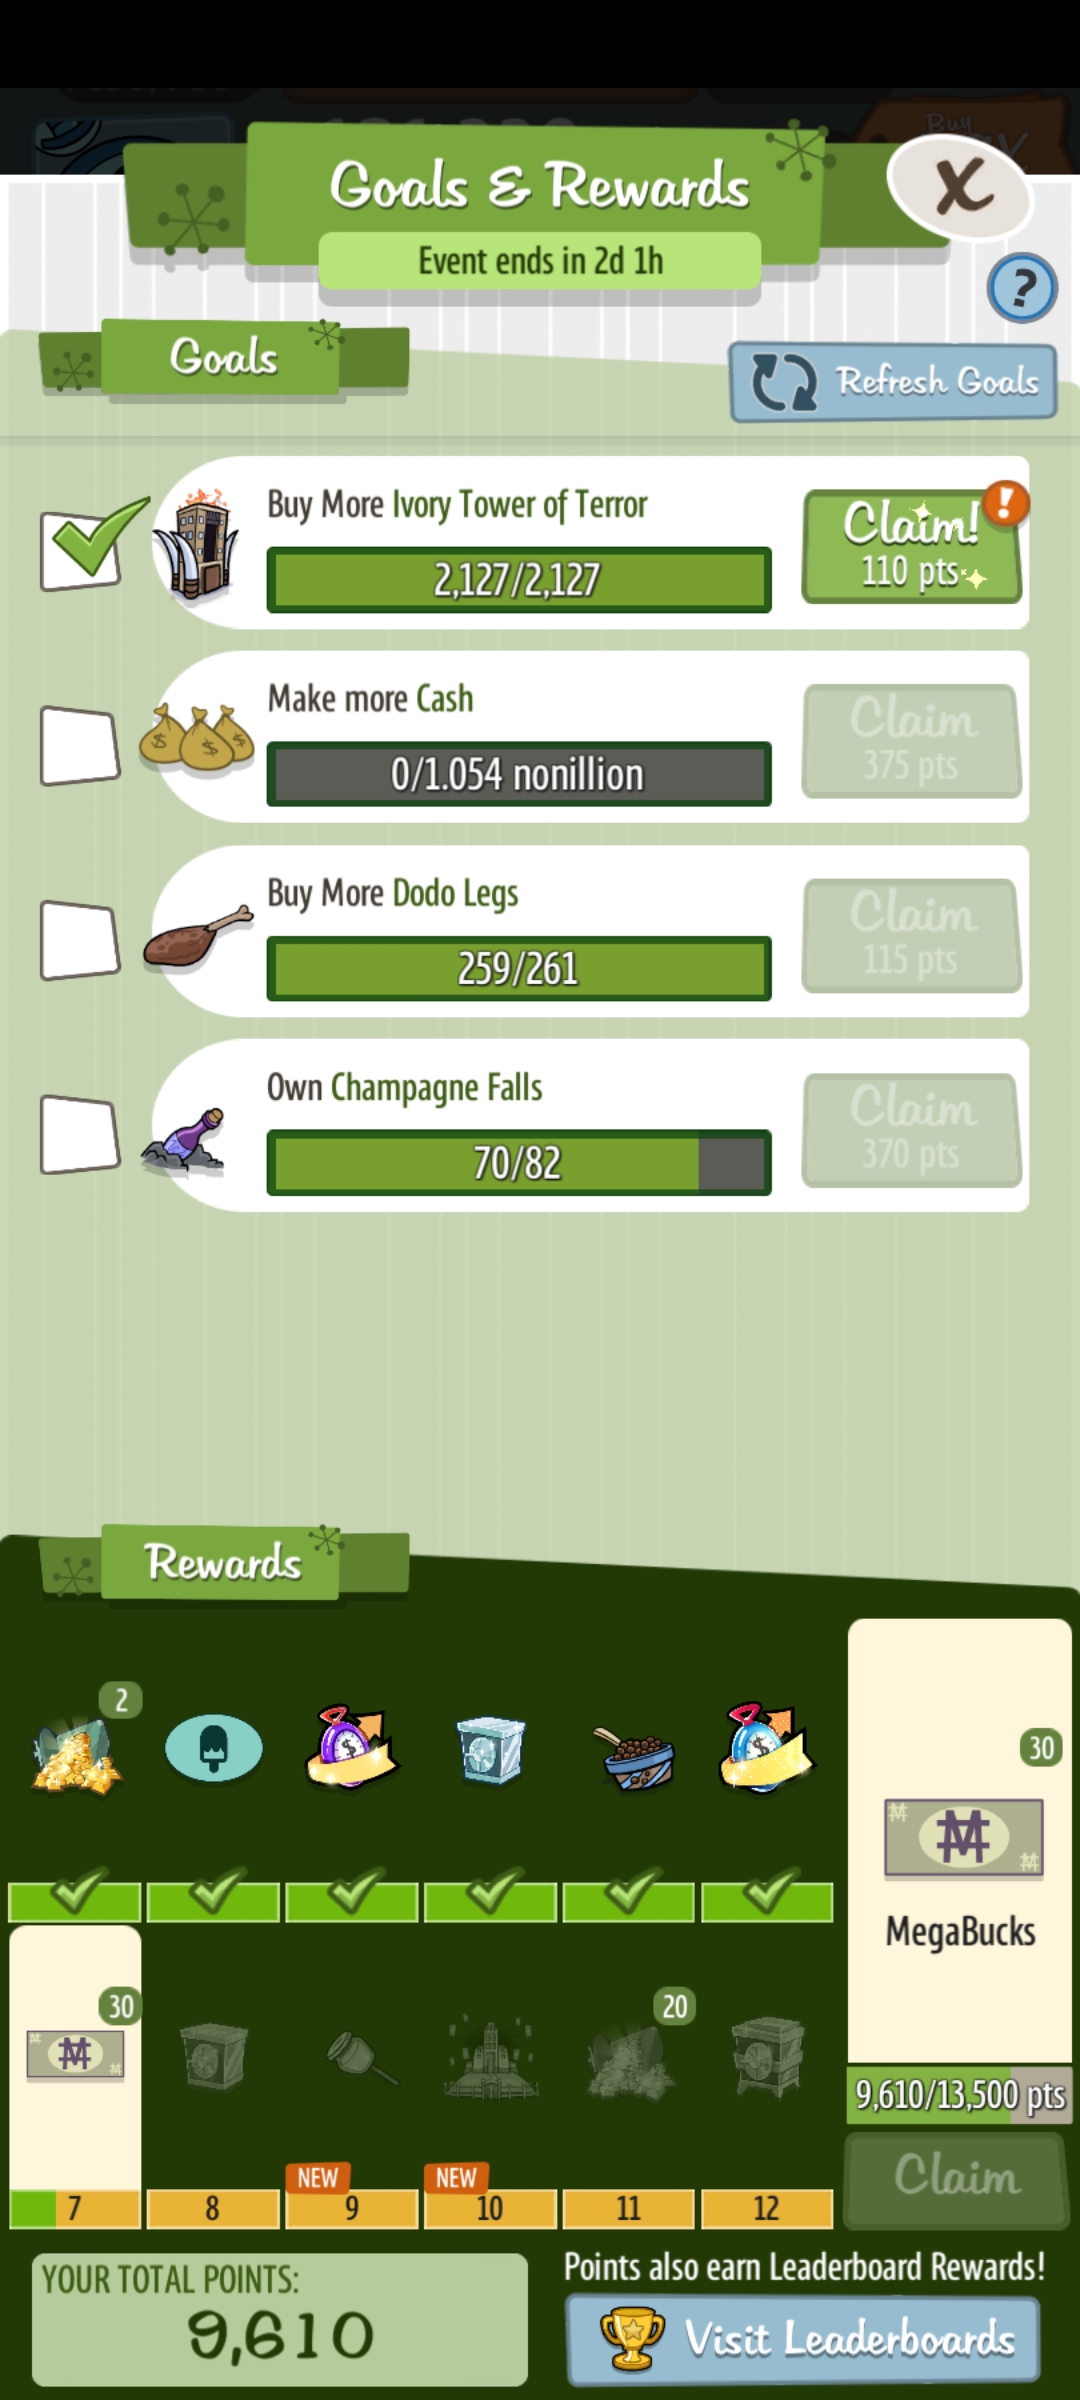 Buy
Goals & Rewards
X
Event ends in 2d 1h
?
Goals
Refresh Goals
Buy More Ivory Tower of Terror
2,127/2,127
Claim!
110 pts
!
Make more Cash
0/1.054 nonillion
Claim
375 pts
Buy More Dodo Legs
259/261
Claim
115 pts
Own Champagne Falls
70/82
Claim
370 pts
Rewards
2
30
MegaBucks
30
20
9,610/13,500 pts
NEW
NEW
7
8
9
10
11
12
Claim
YOUR TOTAL POINTS:
9,610
Points also earn Leaderboard Rewards!
Visit Leaderboards